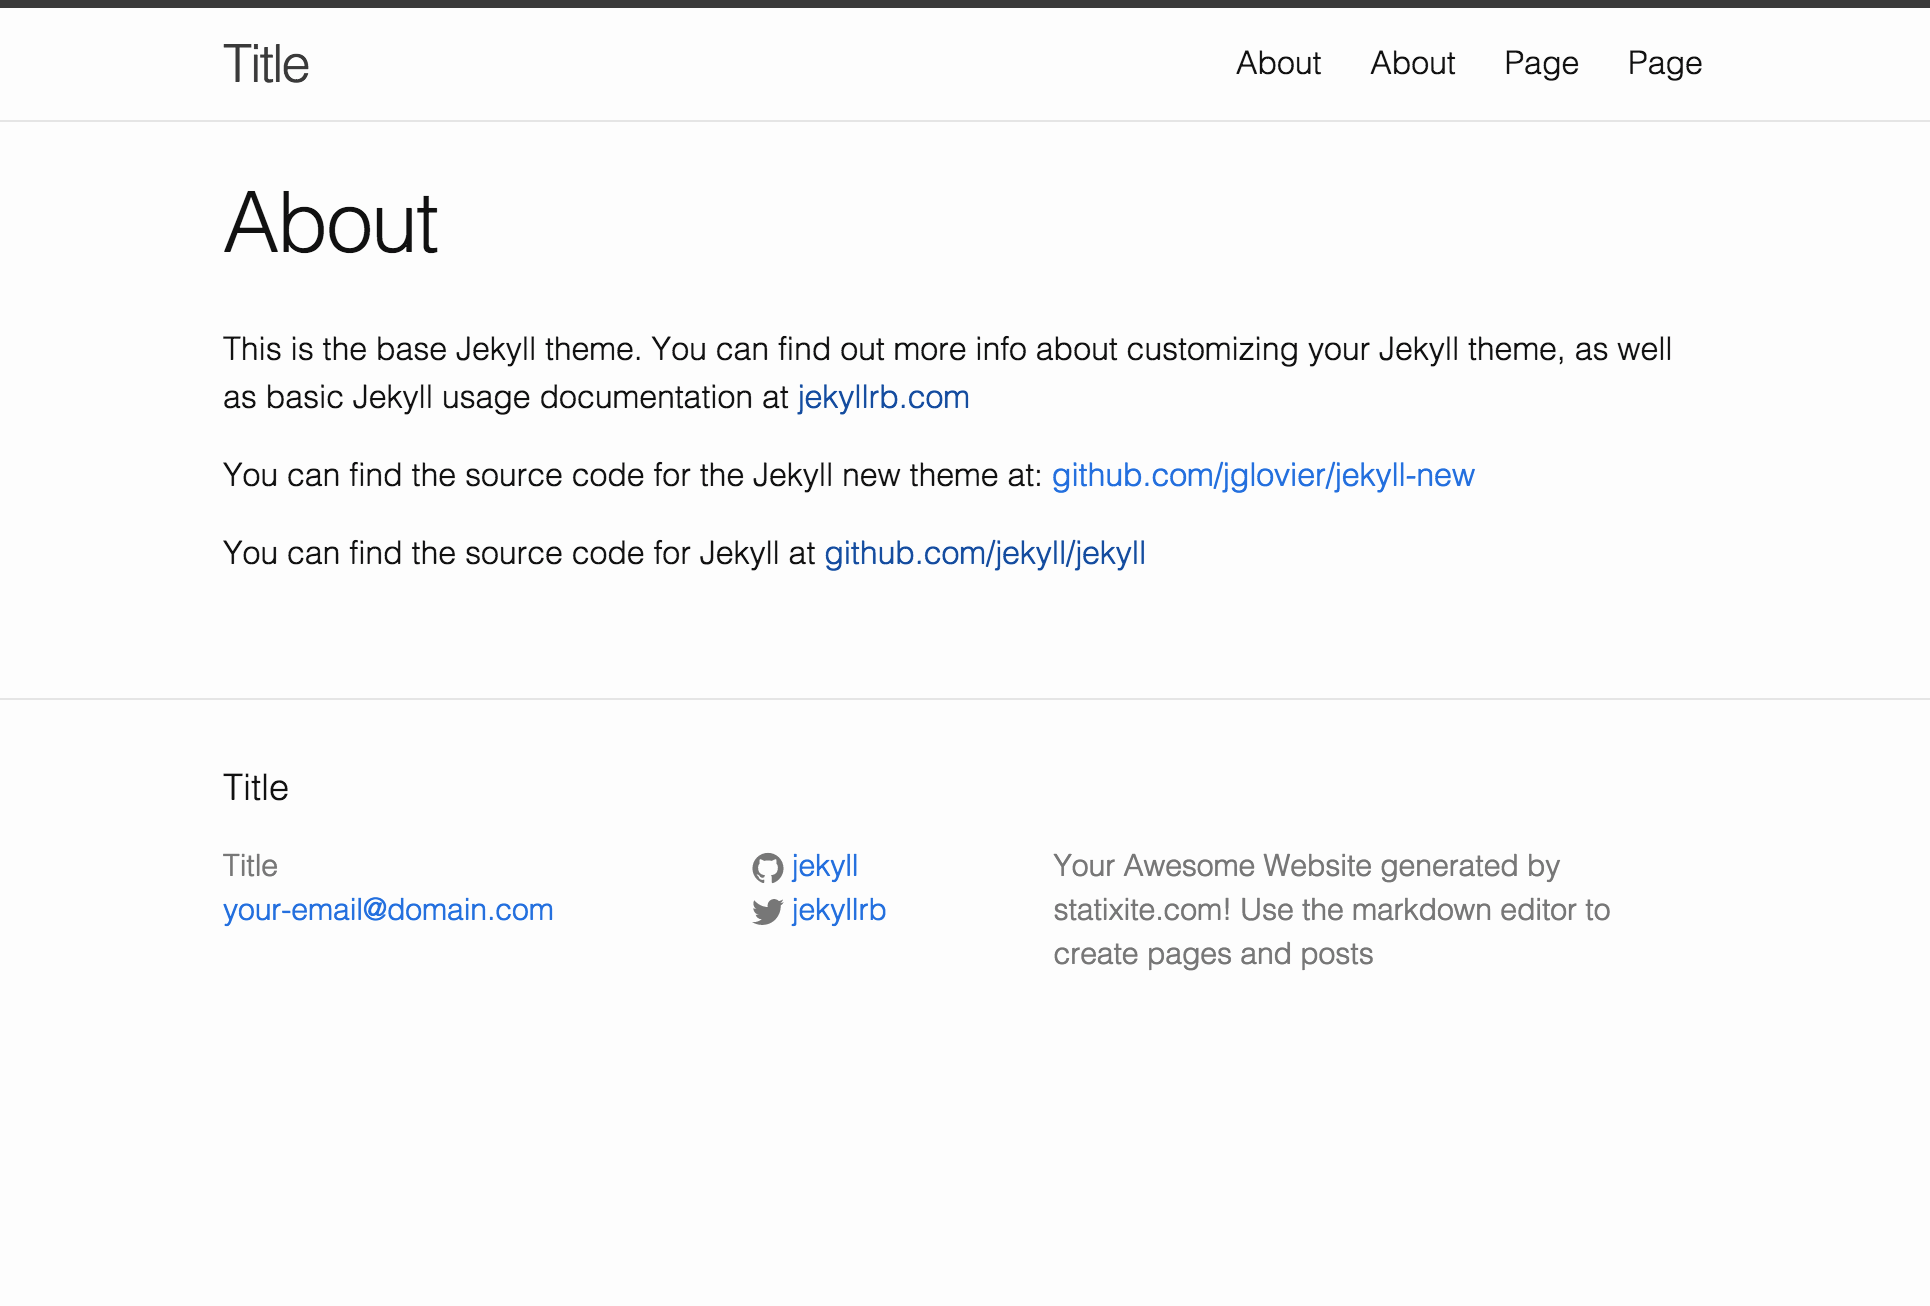 Title
About About Page Page
About
This is the base Jekyll theme. You can find out more info about customizing your Jekyll theme, as well
as basic Jekyll usage documentation at jekyllrb.com
You can find the source code for the Jekyll new theme at: github.com/jglovier/jekyll-new
You can find the source code for Jekyll at github.com/jekyll/jekyll
Title
Title
your-email@domain.com
jekyll
jekyllrb
Your Awesome Website generated by
statixite.com! Use the markdown editor to
create pages and posts